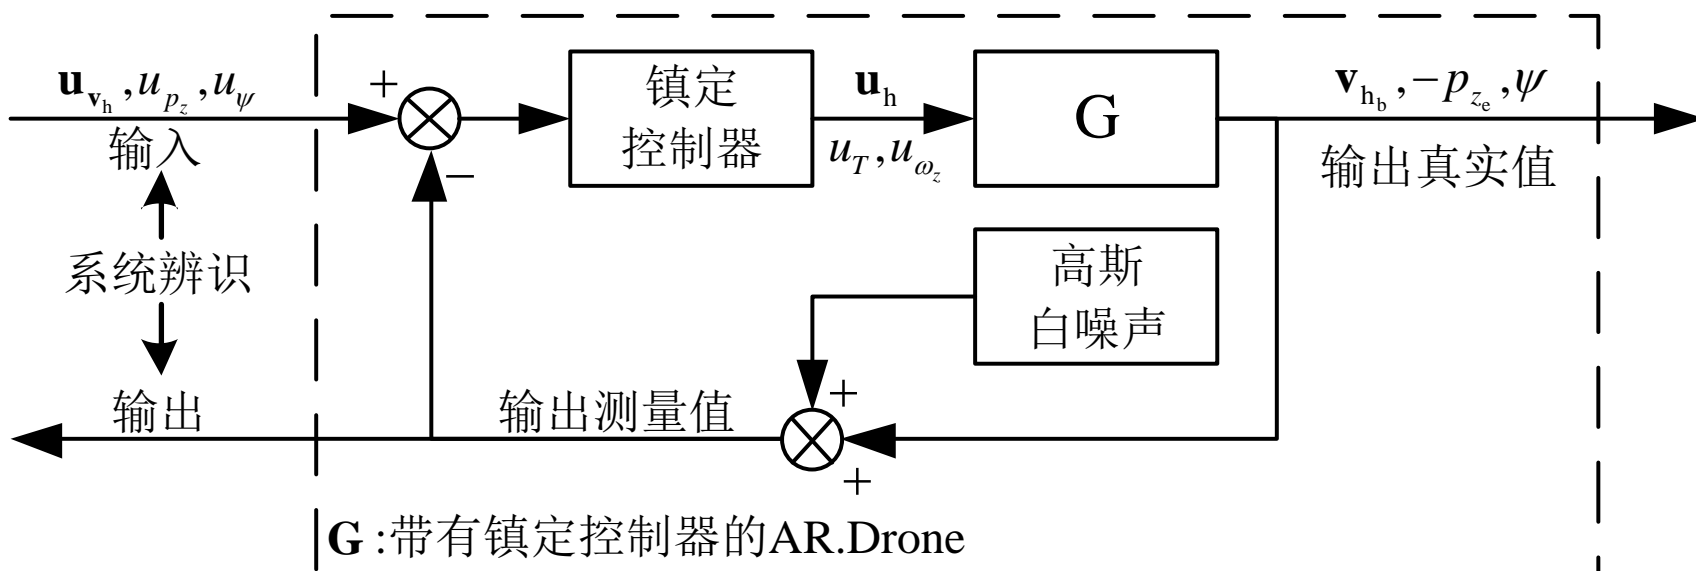 𝐮_{𝐯_h}, u_{p_z}, u_ψ
输入
+
−
镇定
控制器
𝐮_h
u_T, u_{ω_z}
G
𝐯_{h_b}, −p_{z_e}, ψ
输出真实值
系统辨识
高斯
白噪声
输出
输出测量值
+
+
𝐆:带有镇定控制器的AR.Drone